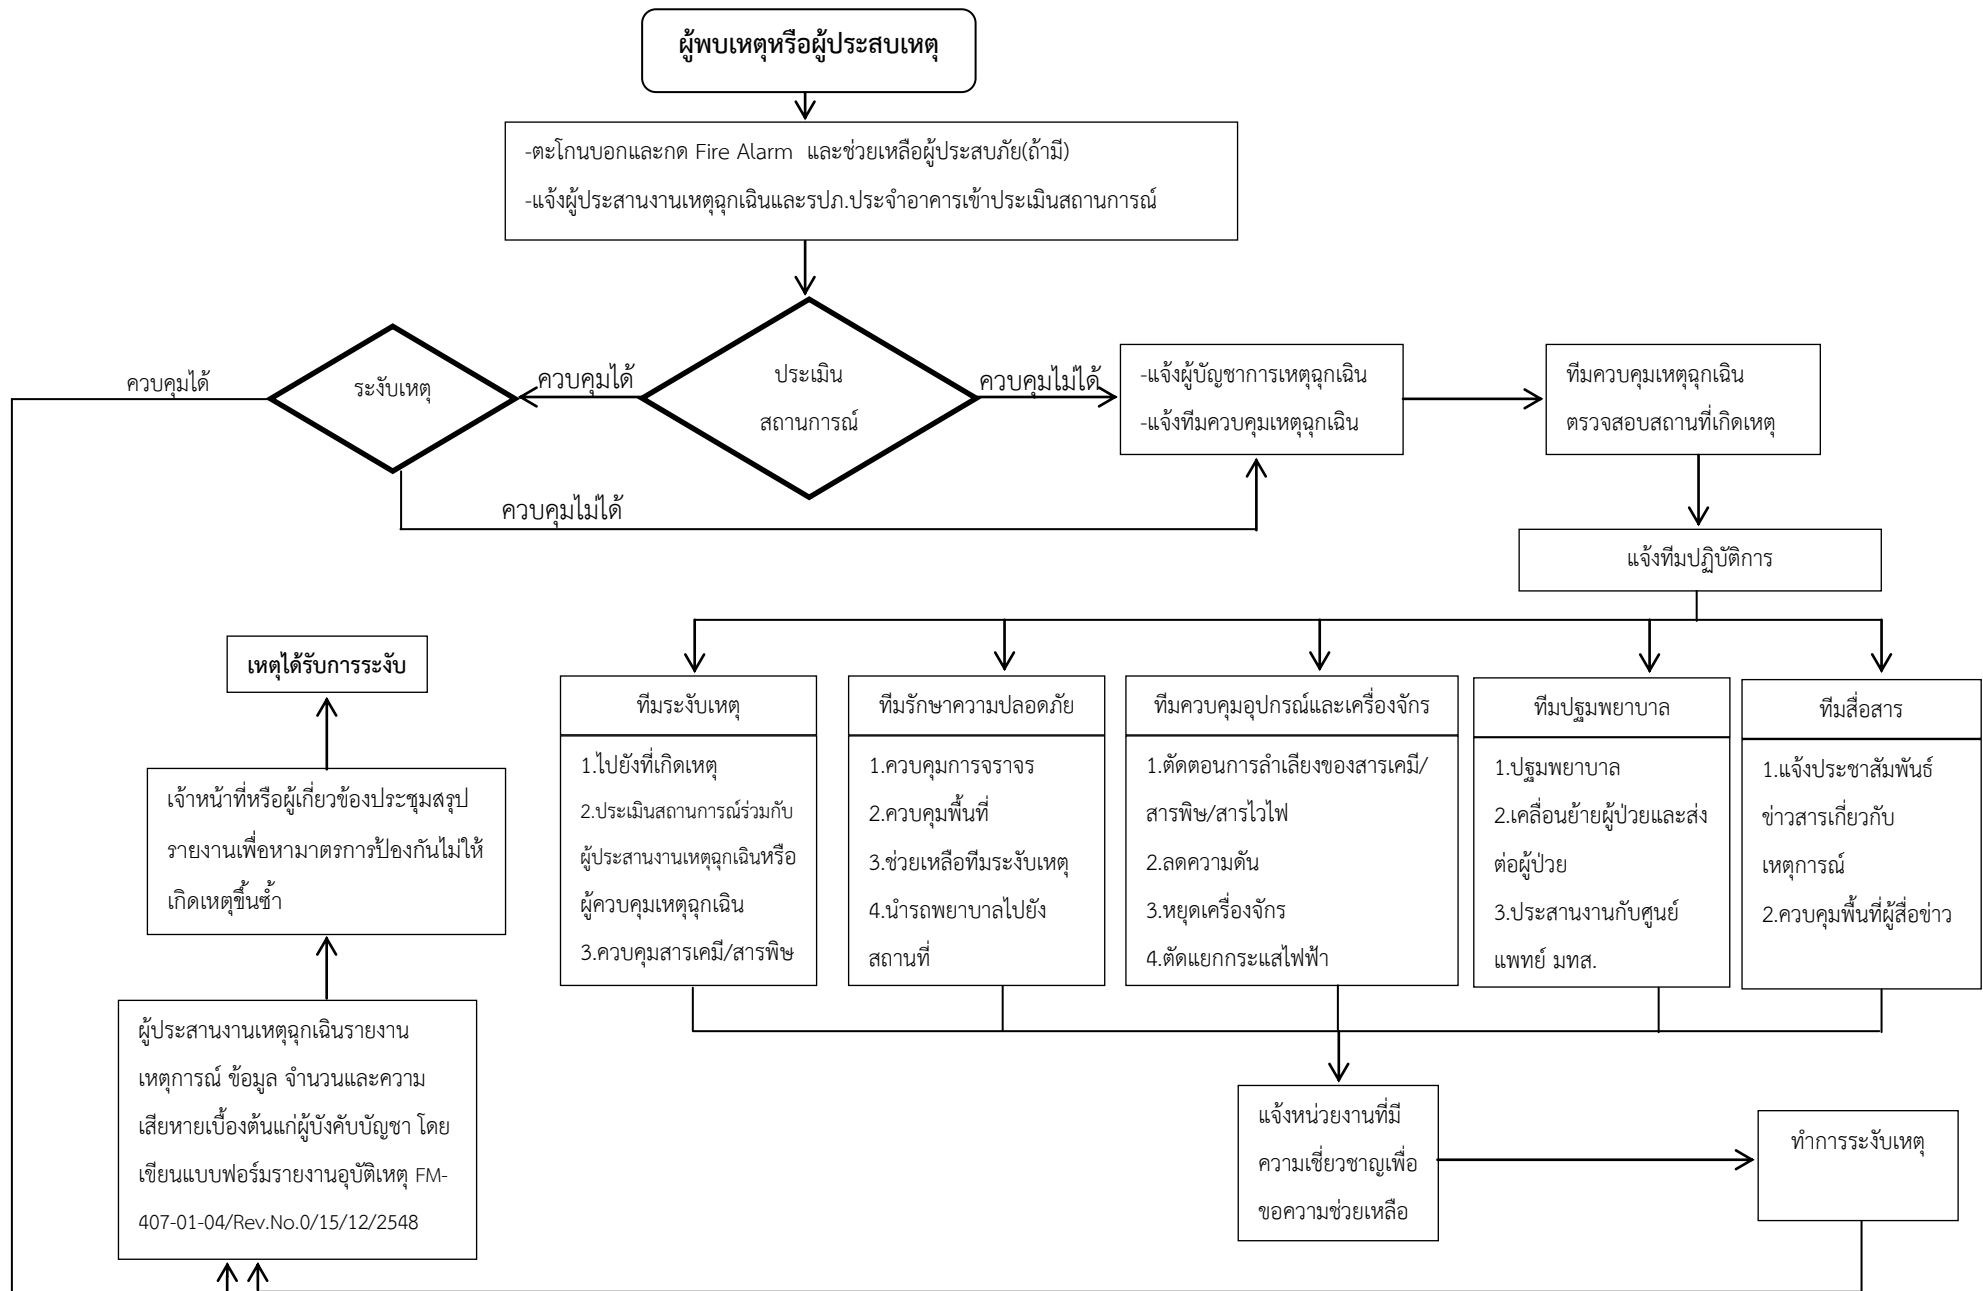 ผู้พบเหตุหรือผู้ประสบเหตุ
-ตะโกนบอกและกด Fire Alarm และช่วยเหลือผู้ประสบภัย(ถ้ามี)
-แจ้งผู้ประสานงานเหตุฉุกเฉินและรปภ.ประจำอาคารเข้าประเมินสถานการณ์
ประเมิน
สถานการณ์
ควบคุมได้
ระงับเหตุ
ควบคุมได้
ควบคุมไม่ได้
ควบคุมไม่ได้
-แจ้งผู้บัญชาการเหตุฉุกเฉิน
-แจ้งทีมควบคุมเหตุฉุกเฉิน
ทีมควบคุมเหตุฉุกเฉิน
ตรวจสอบสถานที่เกิดเหตุ
แจ้งทีมปฏิบัติการ
ทีมระงับเหตุ
1.ไปยังที่เกิดเหตุ
2.ประเมินสถานการณ์ร่วมกับ
ผู้ประสานงานเหตุฉุกเฉินหรือ
ผู้ควบคุมเหตุฉุกเฉิน
3.ควบคุมสารเคมี/สารพิษ
ทีมรักษาความปลอดภัย
1.ควบคุมการจราจร
2.ควบคุมพื้นที่
3.ช่วยเหลือทีมระงับเหตุ
4.นำรถพยาบาลไปยัง
สถานที่
ทีมควบคุมอุปกรณ์และเครื่องจักร
1.ตัดตอนการลำเลียงของสารเคมี/
สารพิษ/สารไวไฟ
2.ลดความดัน
3.หยุดเครื่องจักร
4.ตัดแยกกระแสไฟฟ้า
ทีมปฐมพยาบาล
1.ปฐมพยาบาล
2.เคลื่อนย้ายผู้ป่วยและส่ง
ต่อผู้ป่วย
3.ประสานงานกับศูนย์
แพทย์ มทส.
ทีมสื่อสาร
1.แจ้งประชาสัมพันธ์
ข่าวสารเกี่ยวกับ
เหตุการณ์
2.ควบคุมพื้นที่ผู้สื่อข่าว
แจ้งหน่วยงานที่มี
ความเชี่ยวชาญเพื่อ
ขอความช่วยเหลือ
ทำการระงับเหตุ
เหตุได้รับการระงับ
เจ้าหน้าที่หรือผู้เกี่ยวข้องประชุมสรุป
รายงานเพื่อหามาตรการป้องกันไม่ให้
เกิดเหตุขึ้นซ้ำ
ผู้ประสานงานเหตุฉุกเฉินรายงาน
เหตุการณ์ ข้อมูล จำนวนและความ
เสียหายเบื้องต้นแก่ผู้บังคับบัญชา โดย
เขียนแบบฟอร์มรายงานอุบัติเหตุ FM-
407-01-04/Rev.No.0/15/12/2548